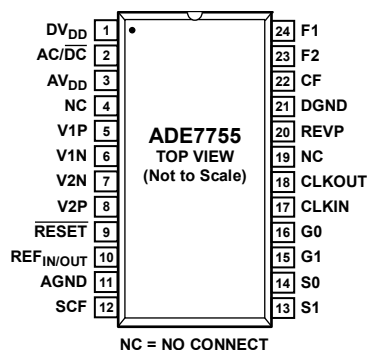 DVDD 1
AC/DC 2
AVDD 3
NC 4
V1P 5
V1N 6
V2N 7
V2P 8
RESET 9
REFIN/OUT 10
AGND 11
SCF 12
ADE7755
TOP VIEW
(Not to Scale)
24 F1
23 F2
22 CF
21 DGND
20 REVP
19 NC
18 CLKOUT
17 CLKIN
16 G0
15 G1
14 S0
13 S1
NC = NO CONNECT